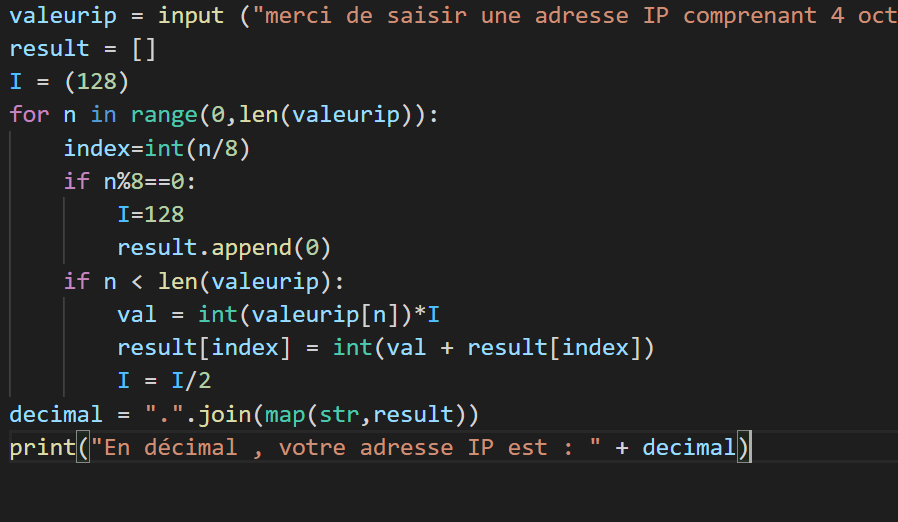 valeurip = input ("merci de saisir une adresse IP comprenant 4
result = []
I = (128)
for n in range(0,len(valeurip)):
    index=int(n/8)
    if n%8==0:
        I=128
        result.append(0)
    if n < len(valeurip):
        val = int(valeurip[n])*I
        result[index] = int(val + result[index])
        I = I/2
decimal = ".".join(map(str,result))
print("En décimal , votre adresse IP est : " + decimal)